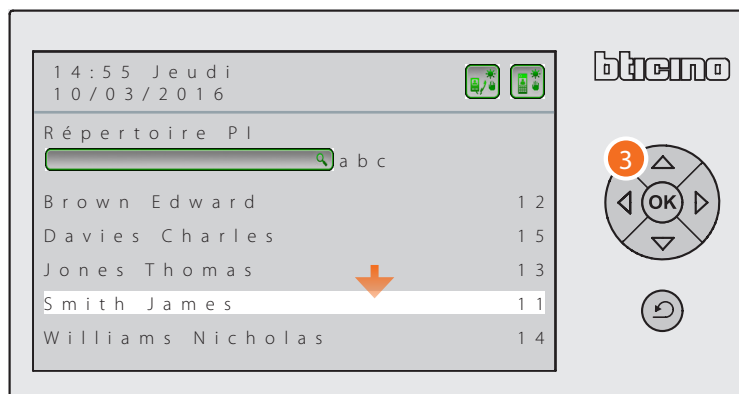 14:55 Jeudi
10/03/2016
bticino
Répertoire PI
abc
3
Brown Edward 12
Davies Charles 15
OK
Jones Thomas 13
Smith James 11
Williams Nicholas 14